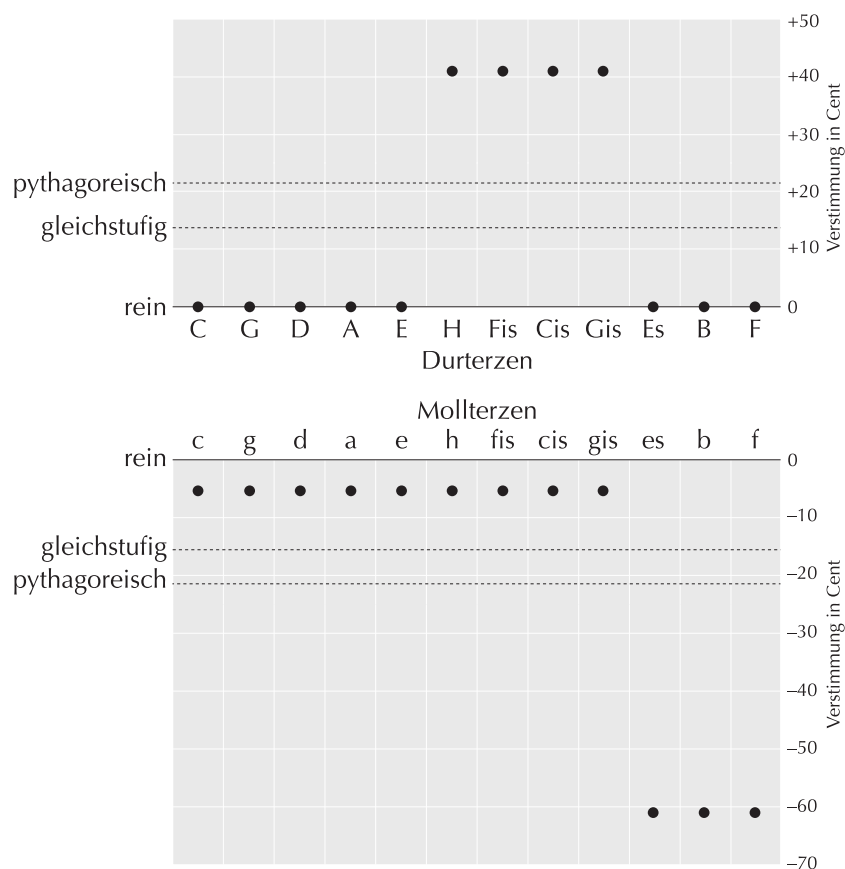 +50
+40
+30
pythagoreisch
+20
gleichstufig
+10
Verstimmung in Cent
rein
0
C G D A E H Fis Cis Gis Es B F
Durterzen
Mollterzen
c g d a e h fis cis gis es b f
rein
0
–10
gleichstufig
–20
pythagoreisch
–30
–40
–50
–60
–70
Verstimmung in Cent